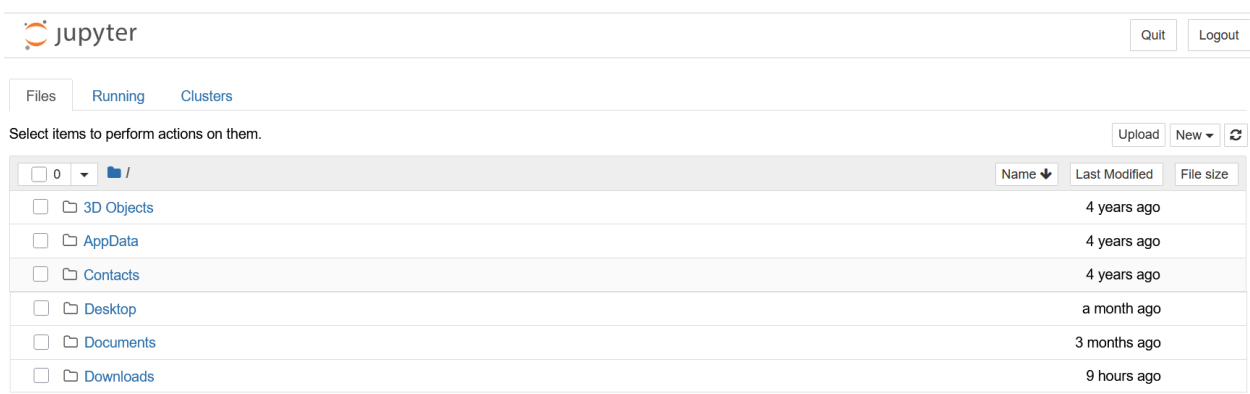 jupyter Quit Logout
Files Running Clusters
Select items to perform actions on them. Upload New
0 / Name Last Modified File size
3D Objects 4 years ago
AppData 4 years ago
Contacts 4 years ago
Desktop a month ago
Documents 3 months ago
Downloads 9 hours ago